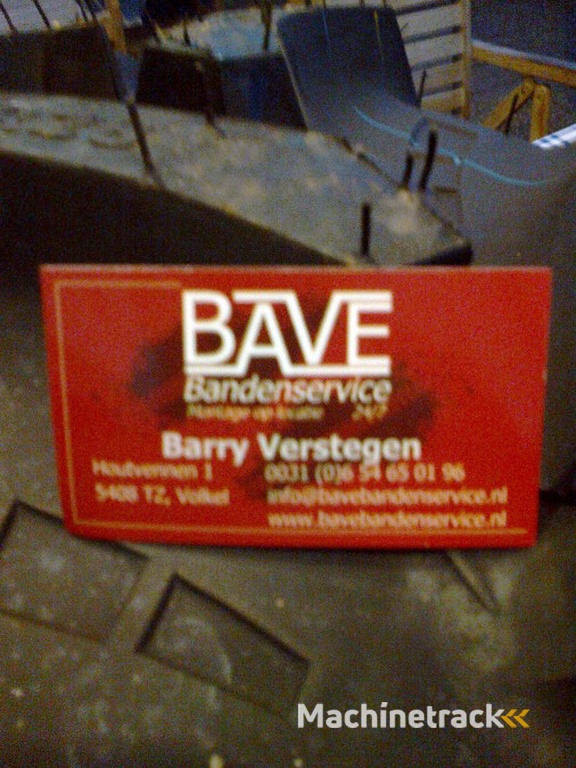 BAVE
Bandenservice
Montage op locatie 24/7
Barry Verstegen
Houtvennen 1 0031 (0)6 54 65 01 96
5408 TZ, Volkel info@bavebandenservice.nl
www.bavebandenservice.nl
Machinetrack